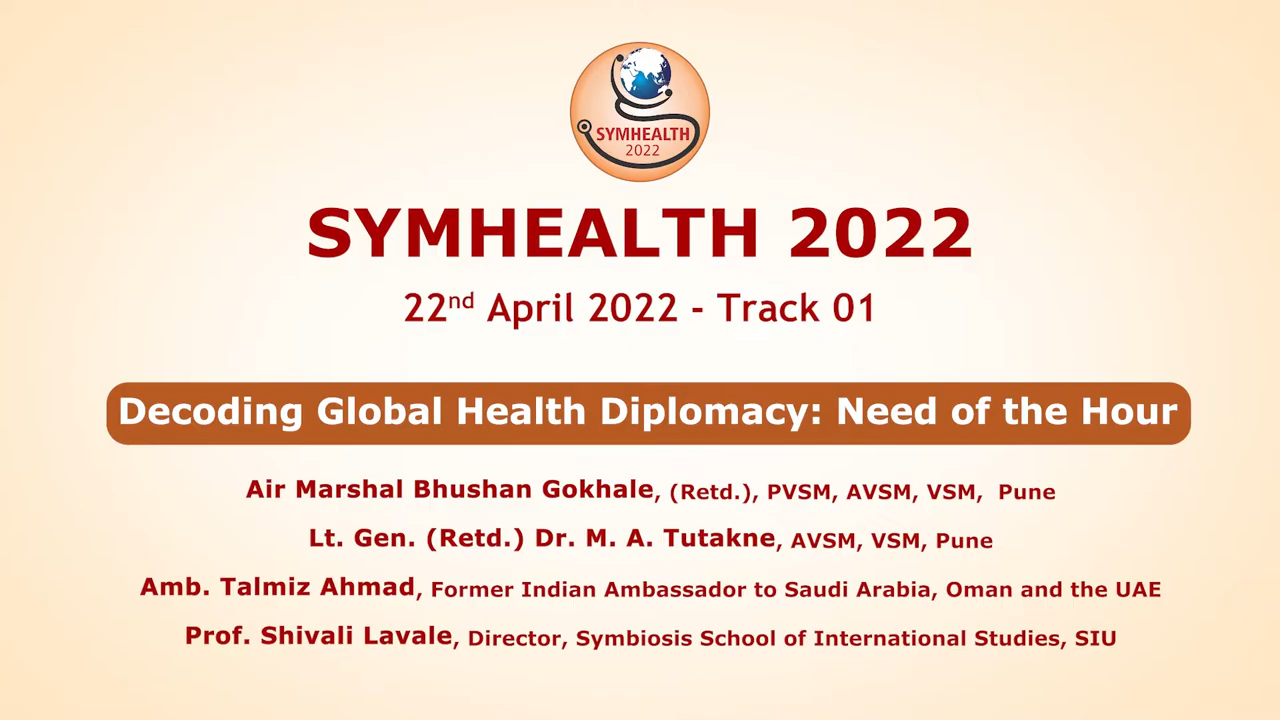 SYMHEALTH
2022
SYMHEALTH 2022
22nd April 2022 - Track 01
Decoding Global Health Diplomacy: Need of the Hour
Air Marshal Bhushan Gokhale, (Retd.), PVSM, AVSM, VSM, Pune
Lt. Gen. (Retd.) Dr. M. A. Tutakne, AVSM, VSM, Pune
Amb. Talmiz Ahmad, Former Indian Ambassador to Saudi Arabia, Oman and the UAE
Prof. Shivali Lavale, Director, Symbiosis School of International Studies, SIU